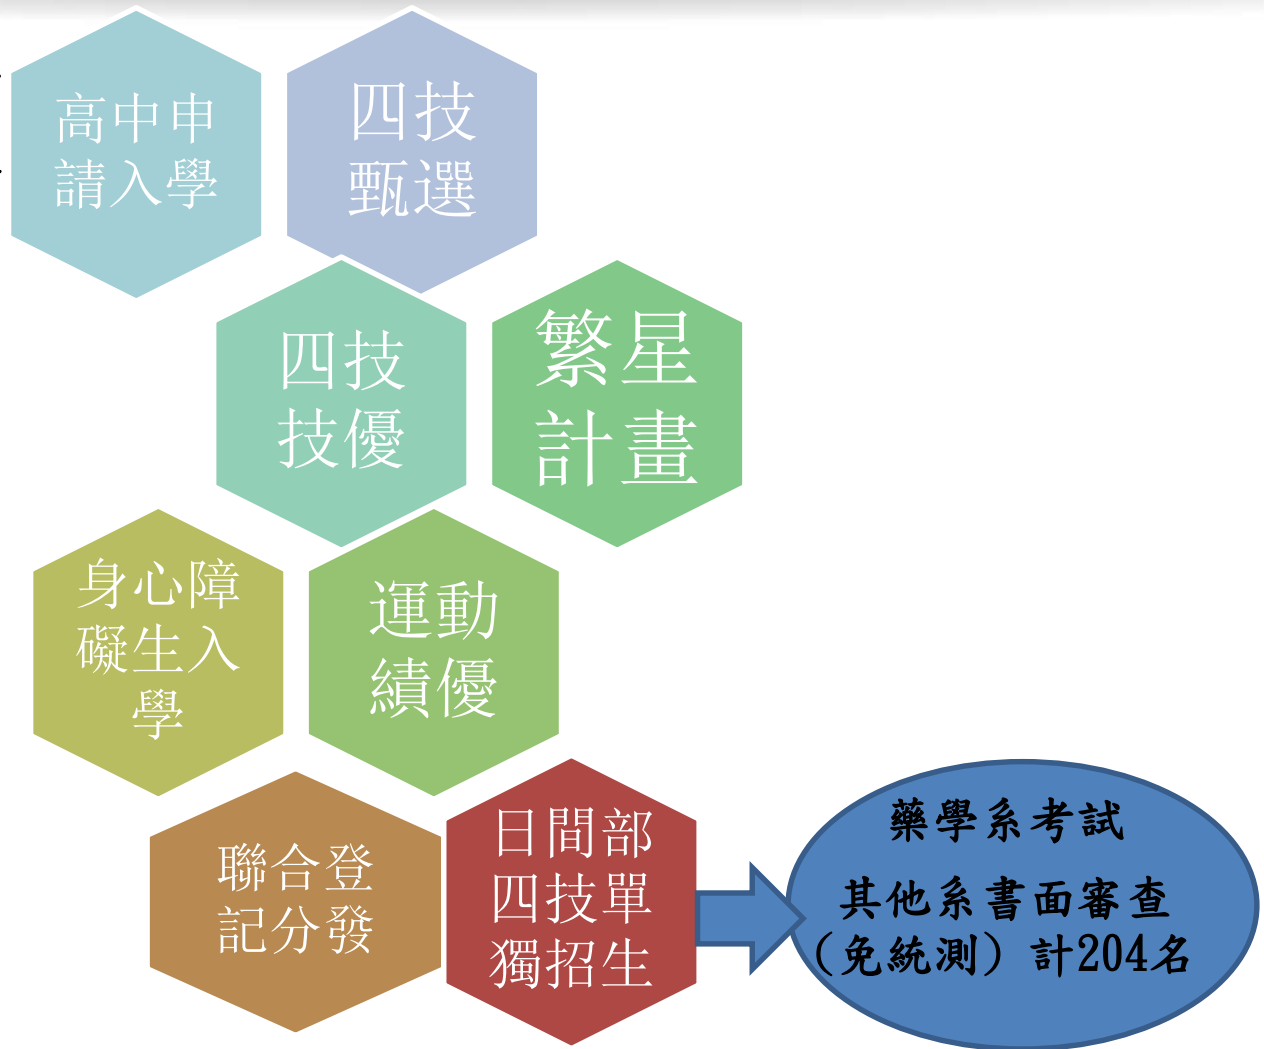 高中申
請入學
四技
甄選
四技
技優
繁星
計畫
身心障
礙生入
學
運動
績優
聯合登
記分發
日間部
四技單
獨招生
藥學系考試
其他系書面審查
（免統測）計204名